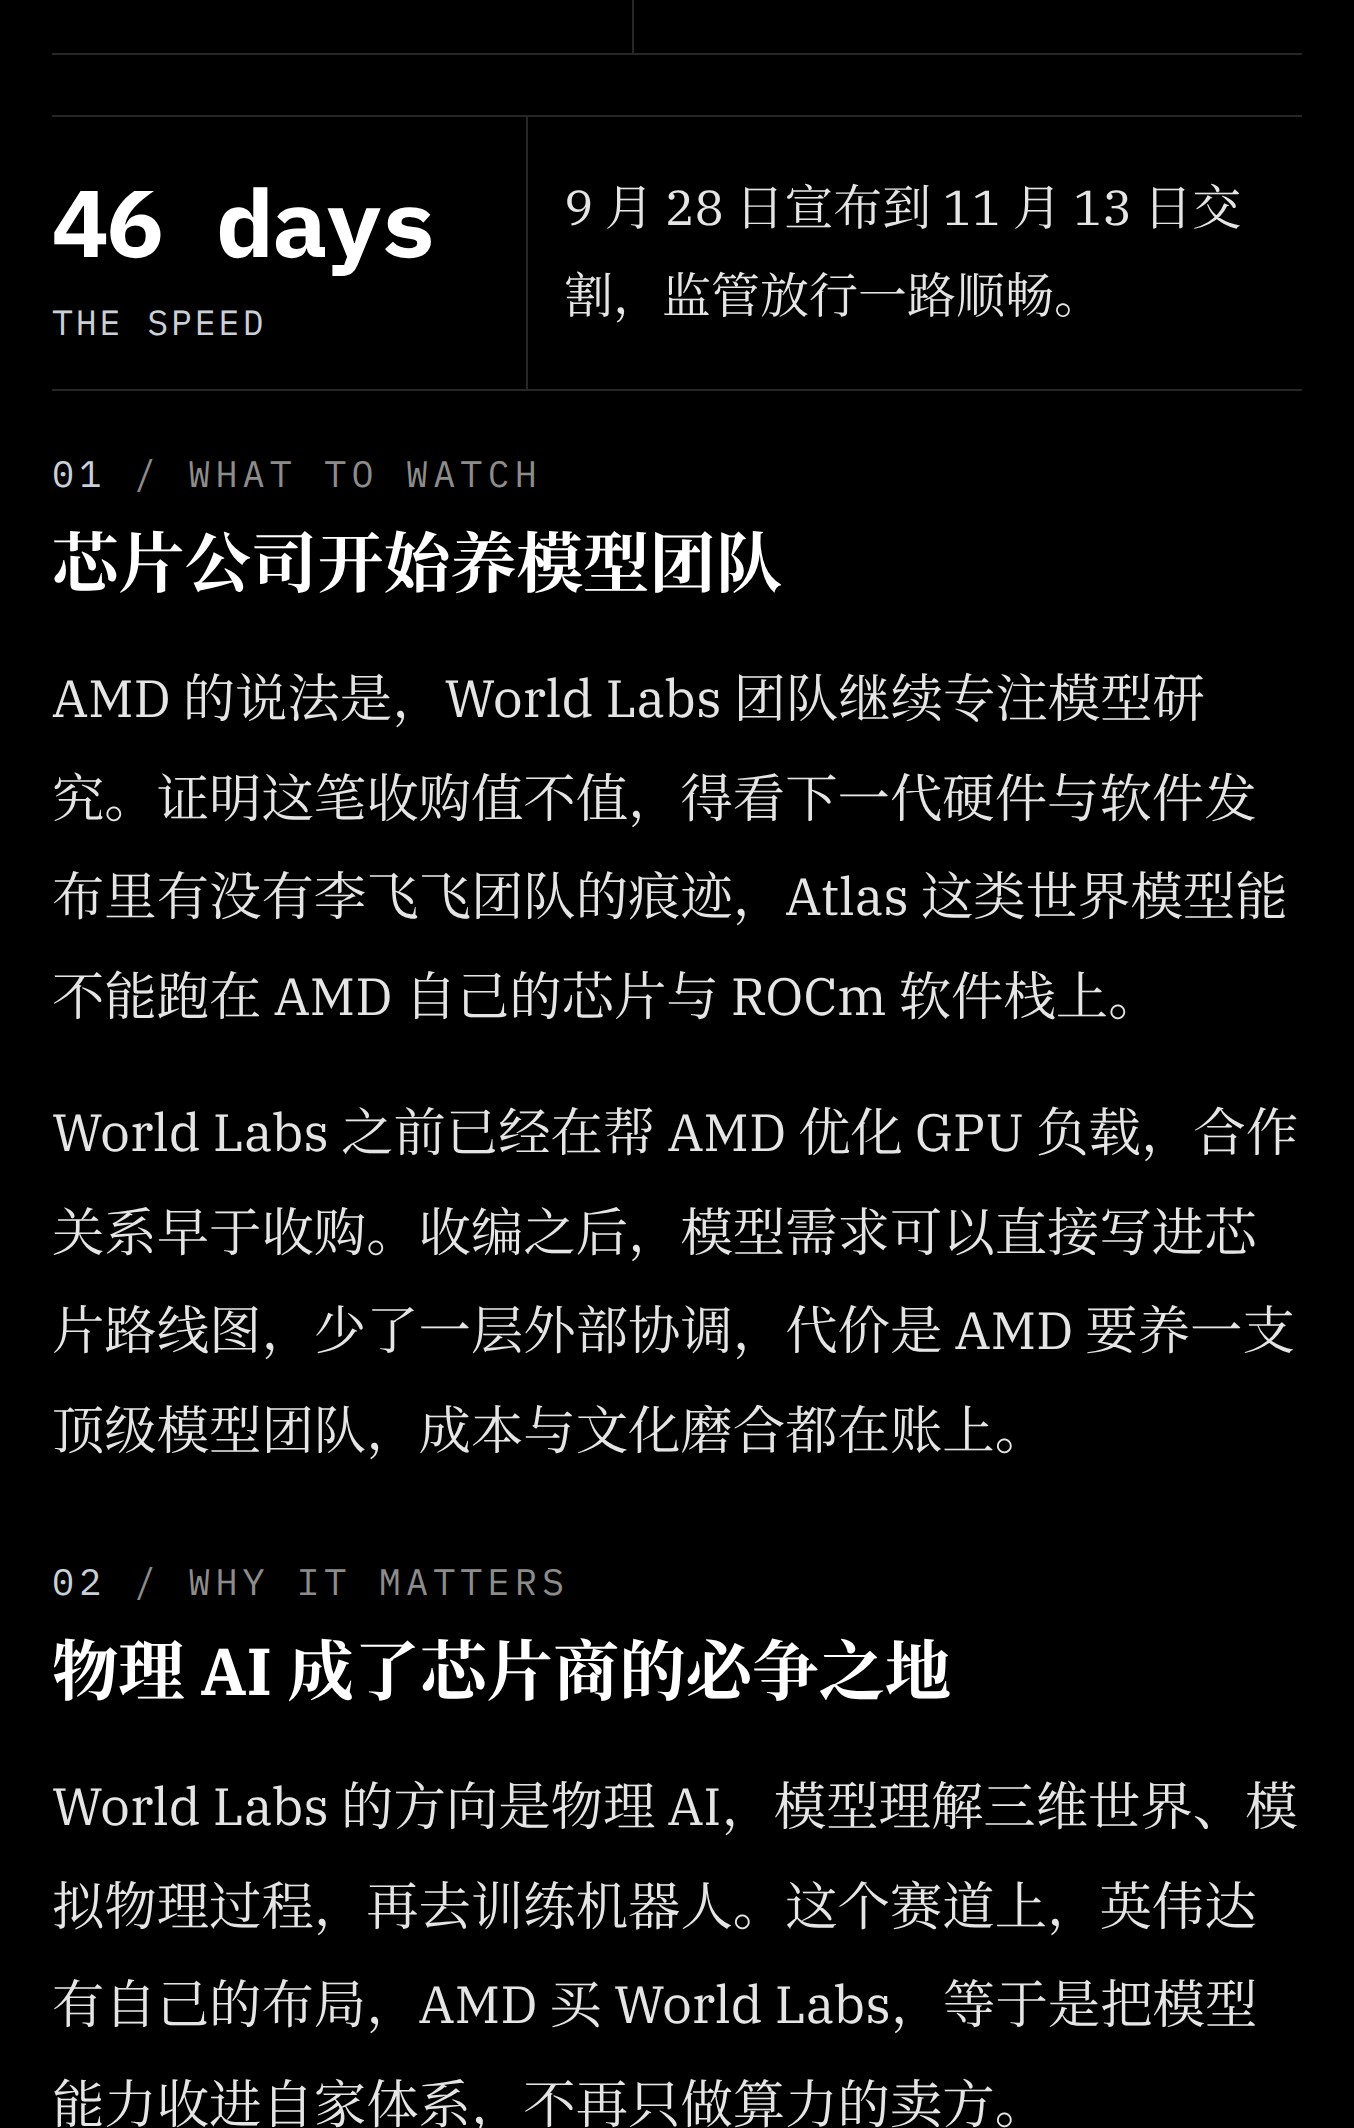 46 days
THE SPEED
9 月 28 日宣布到 11 月 13 日交
割，监管放行一路顺畅。
01 / WHAT TO WATCH
芯片公司开始养模型团队
AMD 的说法是，World Labs 团队继续专注模型研
究。证明这笔收购值不值，得看下一代硬件与软件发
布里有没有李飞飞团队的痕迹，Atlas 这类世界模型能
不能跑在 AMD 自己的芯片与 ROCm 软件栈上。
World Labs 之前已经在帮 AMD 优化 GPU 负载，合作
关系早于收购。收编之后，模型需求可以直接写进芯
片路线图，少了一层外部协调，代价是 AMD 要养一支
顶级模型团队，成本与文化磨合都在账上。
02 / WHY IT MATTERS
物理 AI 成了芯片商的必争之地
World Labs 的方向是物理 AI，模型理解三维世界、模
拟物理过程，再去训练机器人。这个赛道上，英伟达
有自己的布局，AMD 买 World Labs，等于是把模型
能力收进自家体系，不再只做算力的卖方。